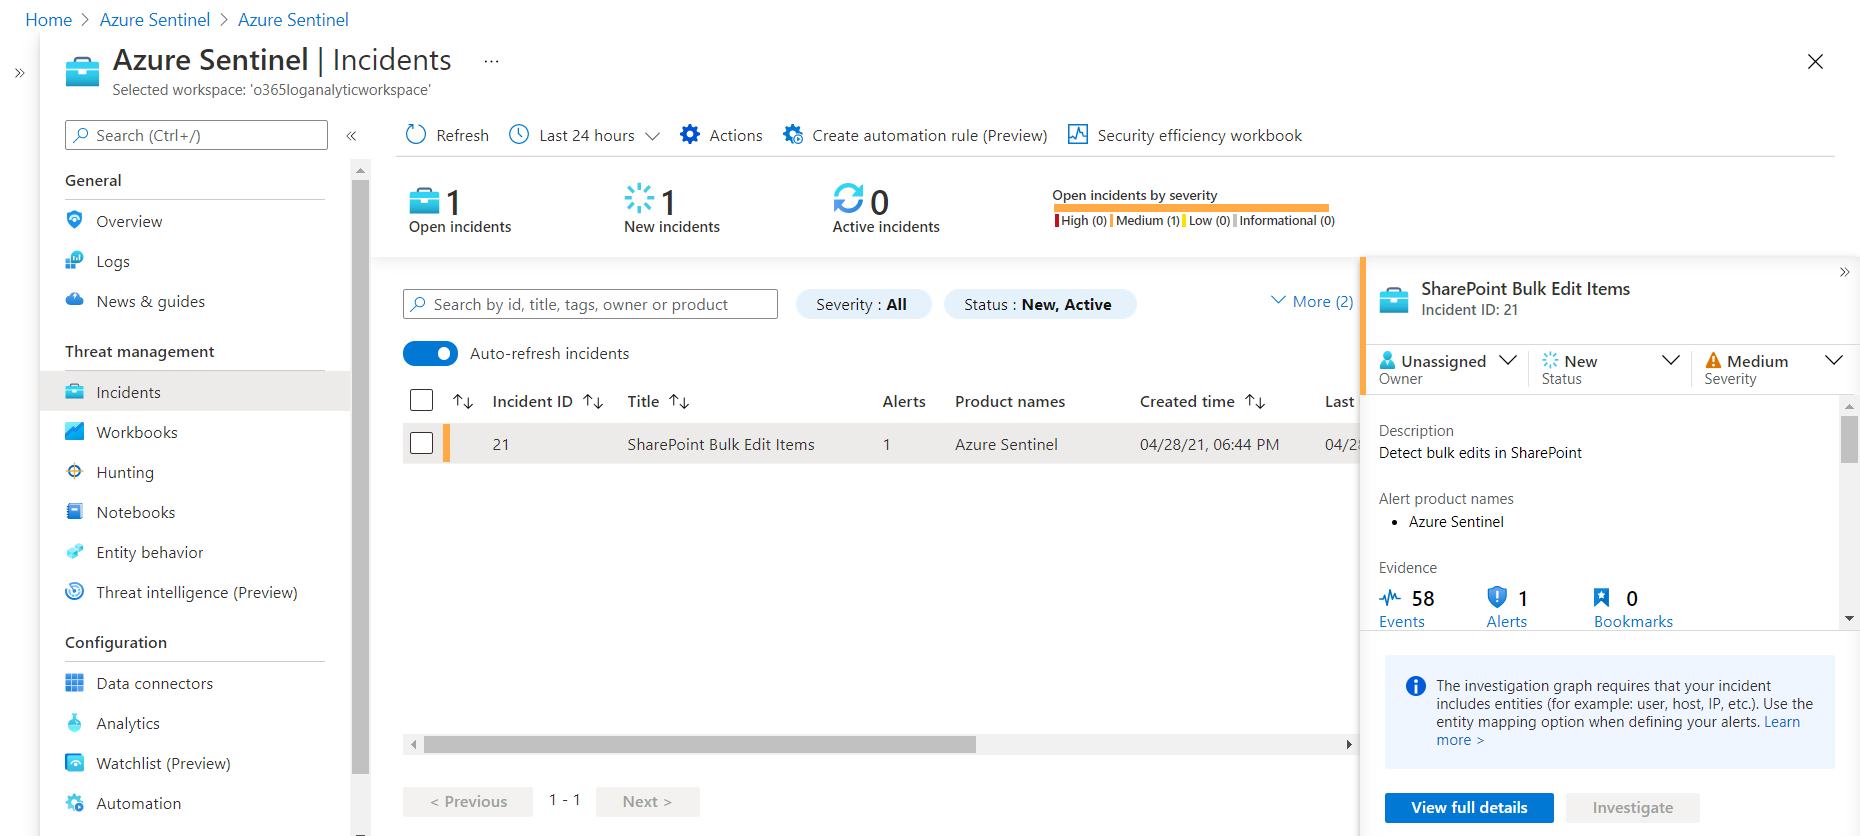 Home > Azure Sentinel > Azure Sentinel
Azure Sentinel | Incidents ...
Selected workspace: 'o365loganalyticworkspace'
Search (Ctrl+/)
General
Overview
Logs
News & guides
Threat management
Incidents
Workbooks
Hunting
Notebooks
Entity behavior
Threat intelligence (Preview)
Configuration
Data connectors
Analytics
Watchlist (Preview)
Automation
Refresh Last 24 hours Actions Create automation rule (Preview) Security efficiency workbook
1 Open incidents
1 New incidents
0 Active incidents
Open incidents by severity
High (0) Medium (1) Low (0) Informational (0)
Search by id, title, tags, owner or product Severity : All Status : New, Active More (2)
Auto-refresh incidents
Incident ID Title Alerts Product names Created time Last
21 SharePoint Bulk Edit Items 1 Azure Sentinel 04/28/21, 06:44 PM 04/28
< Previous 1 - 1 Next >
SharePoint Bulk Edit Items
Incident ID: 21
Unassigned New Medium
Owner Status Severity
Description
Detect bulk edits in SharePoint
Alert product names
• Azure Sentinel
Evidence
58 1 0
Events Alerts Bookmarks
The investigation graph requires that your incident
includes entities (for example: user, host, IP, etc.). Use the
entity mapping option when defining your alerts. Learn
more >
View full details Investigate